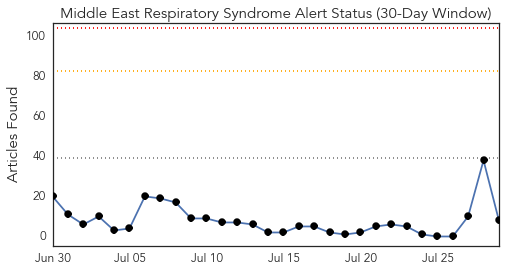 Middle East Respiratory Syndrome Alert Status (30-Day Window)
Articles Found
100
80
60
40
20
0
Jun 30 Jul 05 Jul 10 Jul 15 Jul 20 Jul 25